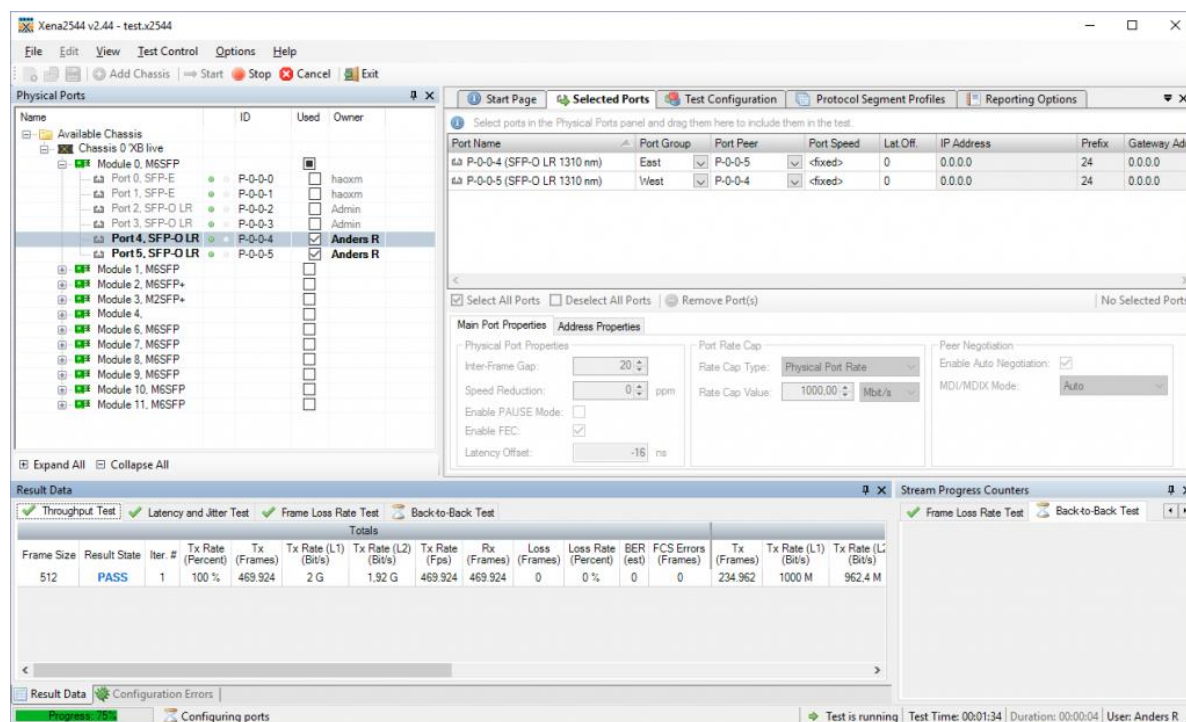 Xena2544 v2.44 - test.x2544
File Edit View Test Control Options Help
Add Chassis Start Stop Cancel Exit
Physical Ports
Name ID Used Owner
Available Chassis
Chassis 0 'XB live
Module 0, M6SFP
Port 0, SFP-E P-0-0-0 haoxm
Port 1, SFP-E P-0-0-1 haoxm
Port 2, SFP-O LR P-0-0-2 Admin
Port 3, SFP-O LR P-0-0-3 Admin
Port 4, SFP-O LR P-0-0-4 Anders R
Port 5, SFP-O LR P-0-0-5 Anders R
Module 1, M6SFP
Module 2, M6SFP+
Module 3, M2SFP+
Module 4,
Module 6, M6SFP
Module 7, M6SFP
Module 8, M6SFP
Module 9, M6SFP
Module 10, M6SFP
Module 11, M6SFP
Expand All Collapse All
Start Page Selected Ports Test Configuration Protocol Segment Profiles Reporting Options
Select ports in the Physical Ports panel and drag them here to include them in the test.
Port Name Port Group Port Peer Port Speed Lat.Off. IP Address Prefix Gateway Add
P-0-0-4 (SFP-O LR 1310 nm) East P-0-0-5 <fixed> 0 0.0.0.0 24 0.0.0.0
P-0-0-5 (SFP-O LR 1310 nm) West P-0-0-4 <fixed> 0 0.0.0.0 24 0.0.0.0
Select All Ports Deselect All Ports Remove Port(s) No Selected Ports
Main Port Properties Address Properties
Physical Port Properties Port Rate Cap Peer Negotiation
Inter-Frame Gap: 20 Rate Cap Type: Physical Port Rate Enable Auto Negotiation:
Speed Reduction: 0 ppm Rate Cap Value: 1000,00 Mbit/s MDI/MDIX Mode: Auto
Enable PAUSE Mode:
Enable FEC:
Latency Offset: -16 ns
Result Data
Throughput Test Latency and Jitter Test Frame Loss Rate Test Back-to-Back Test
Totals
Frame Size Result State Iter. # Tx Rate (Percent) Tx (Frames) Tx Rate (L1) (Bit/s) Tx Rate (L2) (Bit/s) Tx Rate (Fps) Rx (Frames) Loss (Frames) Loss Rate (Percent) BER (est) FCS Errors (Frames) Tx (Frames) Tx Rate (L1) (Bit/s) Tx Rate (L2 (Bit/s)
512 PASS 1 100 % 469.924 2 G 1,92 G 469.924 469.924 0 0 % 0 0 234.962 1000 M 962,4 M
Stream Progress Counters
Frame Loss Rate Test Back-to-Back Test
Result Data Configuration Errors
Progress: 75% Configuring ports Test is running Test Time: 00:01:34 Duration: 00:00:04 User: Anders R